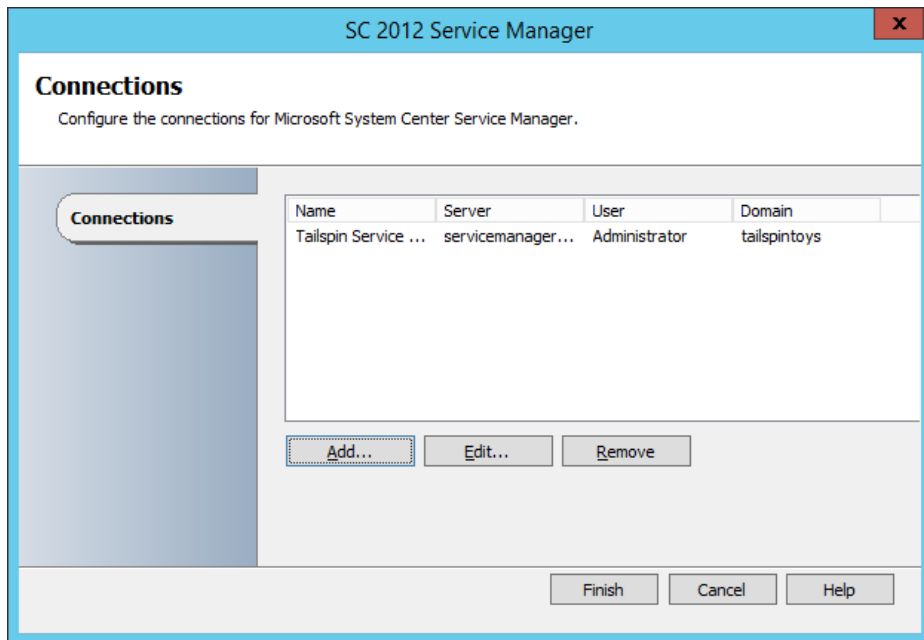 SC 2012 Service Manager
x
Connections
Configure the connections for Microsoft System Center Service Manager.
Connections
Name Server User Domain
Tailspin Service ... servicemanager... Administrator tailspintoys
Add... Edit... Remove
Finish Cancel Help